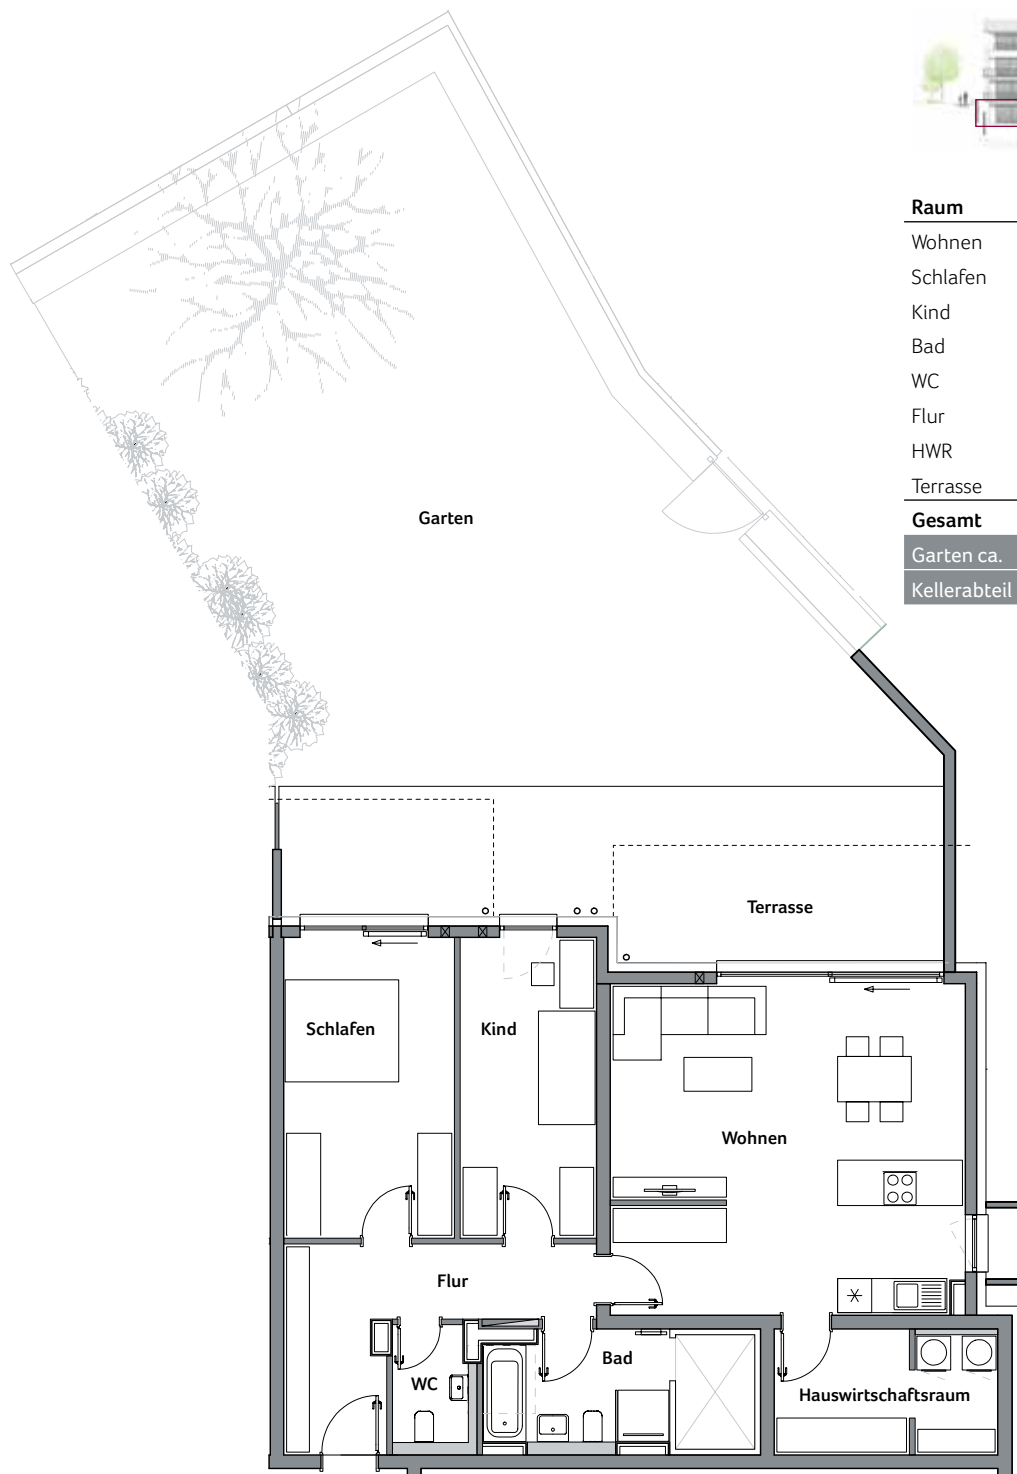 Raum
Wohnen
Schlafen
Kind
Bad
WC
Flur
HWR
Terrasse
Gesamt
Garten ca.
Kellerabteil
Garten
Terrasse
Schlafen
Kind
Wohnen
Flur
Bad
WC
Hauswirtschaftsraum